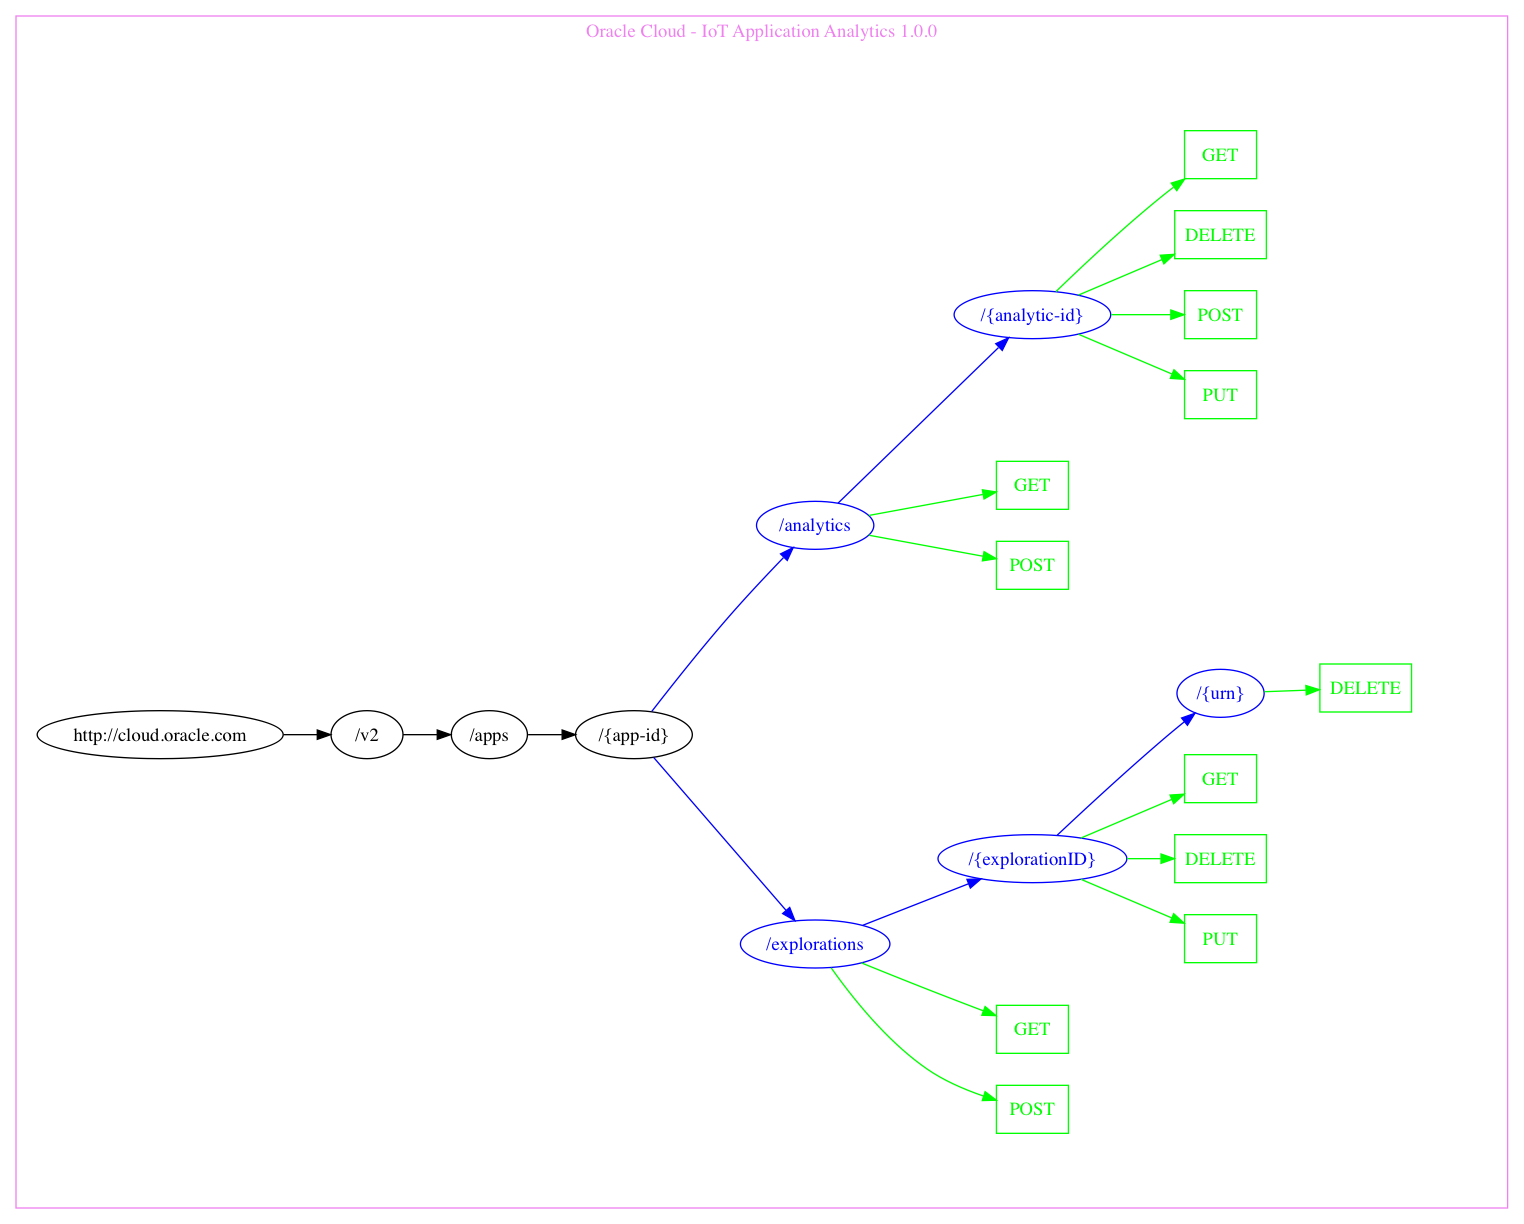 Oracle Cloud - IoT Application Analytics 1.0.0
GET
DELETE
/{analytic-id}
POST
PUT
GET
/analytics
POST
/{urn}
DELETE
http://cloud.oracle.com
/v2
/apps
/{app-id}
GET
/{explorationID}
DELETE
PUT
/explorations
GET
POST